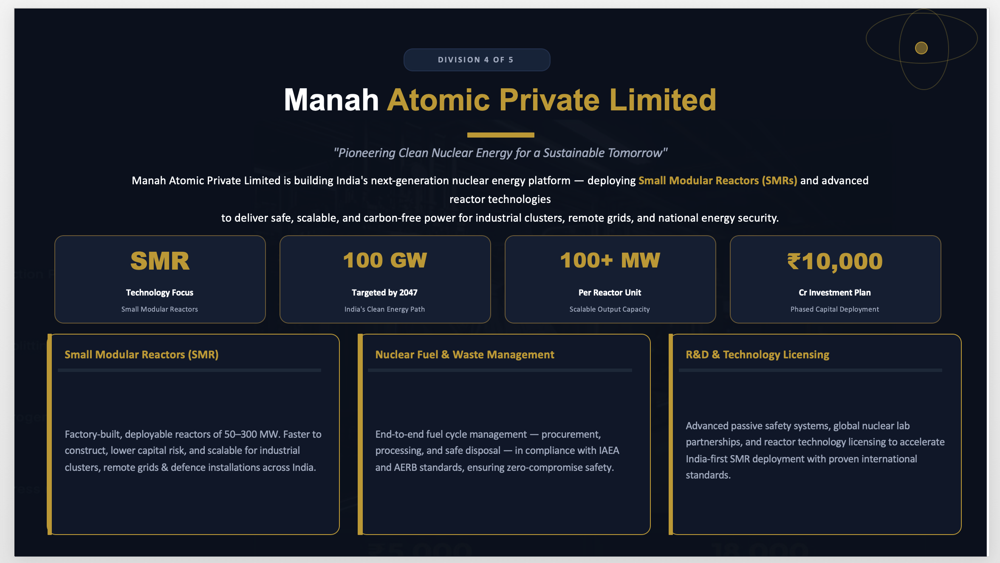 DIVISION 4 OF 5
Manah Atomic Private Limited
"Pioneering Clean Nuclear Energy for a Sustainable Tomorrow"
Manah Atomic Private Limited is building India's next-generation nuclear energy platform — deploying Small Modular Reactors (SMRs) and advanced
reactor technologies
to deliver safe, scalable, and carbon-free power for industrial clusters, remote grids, and national energy security.
SMR
Technology Focus
Small Modular Reactors
100 GW
Targeted by 2047
India's Clean Energy Path
100+ MW
Per Reactor Unit
Scalable Output Capacity
₹10,000
Cr Investment Plan
Phased Capital Deployment
Small Modular Reactors (SMR)
Factory-built, deployable reactors of 50–300 MW. Faster to
construct, lower capital risk, and scalable for industrial
clusters, remote grids & defence installations across India.
Nuclear Fuel & Waste Management
End-to-end fuel cycle management — procurement,
processing, and safe disposal — in compliance with IAEA
and AERB standards, ensuring zero-compromise safety.
R&D & Technology Licensing
Advanced passive safety systems, global nuclear lab
partnerships, and reactor technology licensing to accelerate
India-first SMR deployment with proven international
standards.